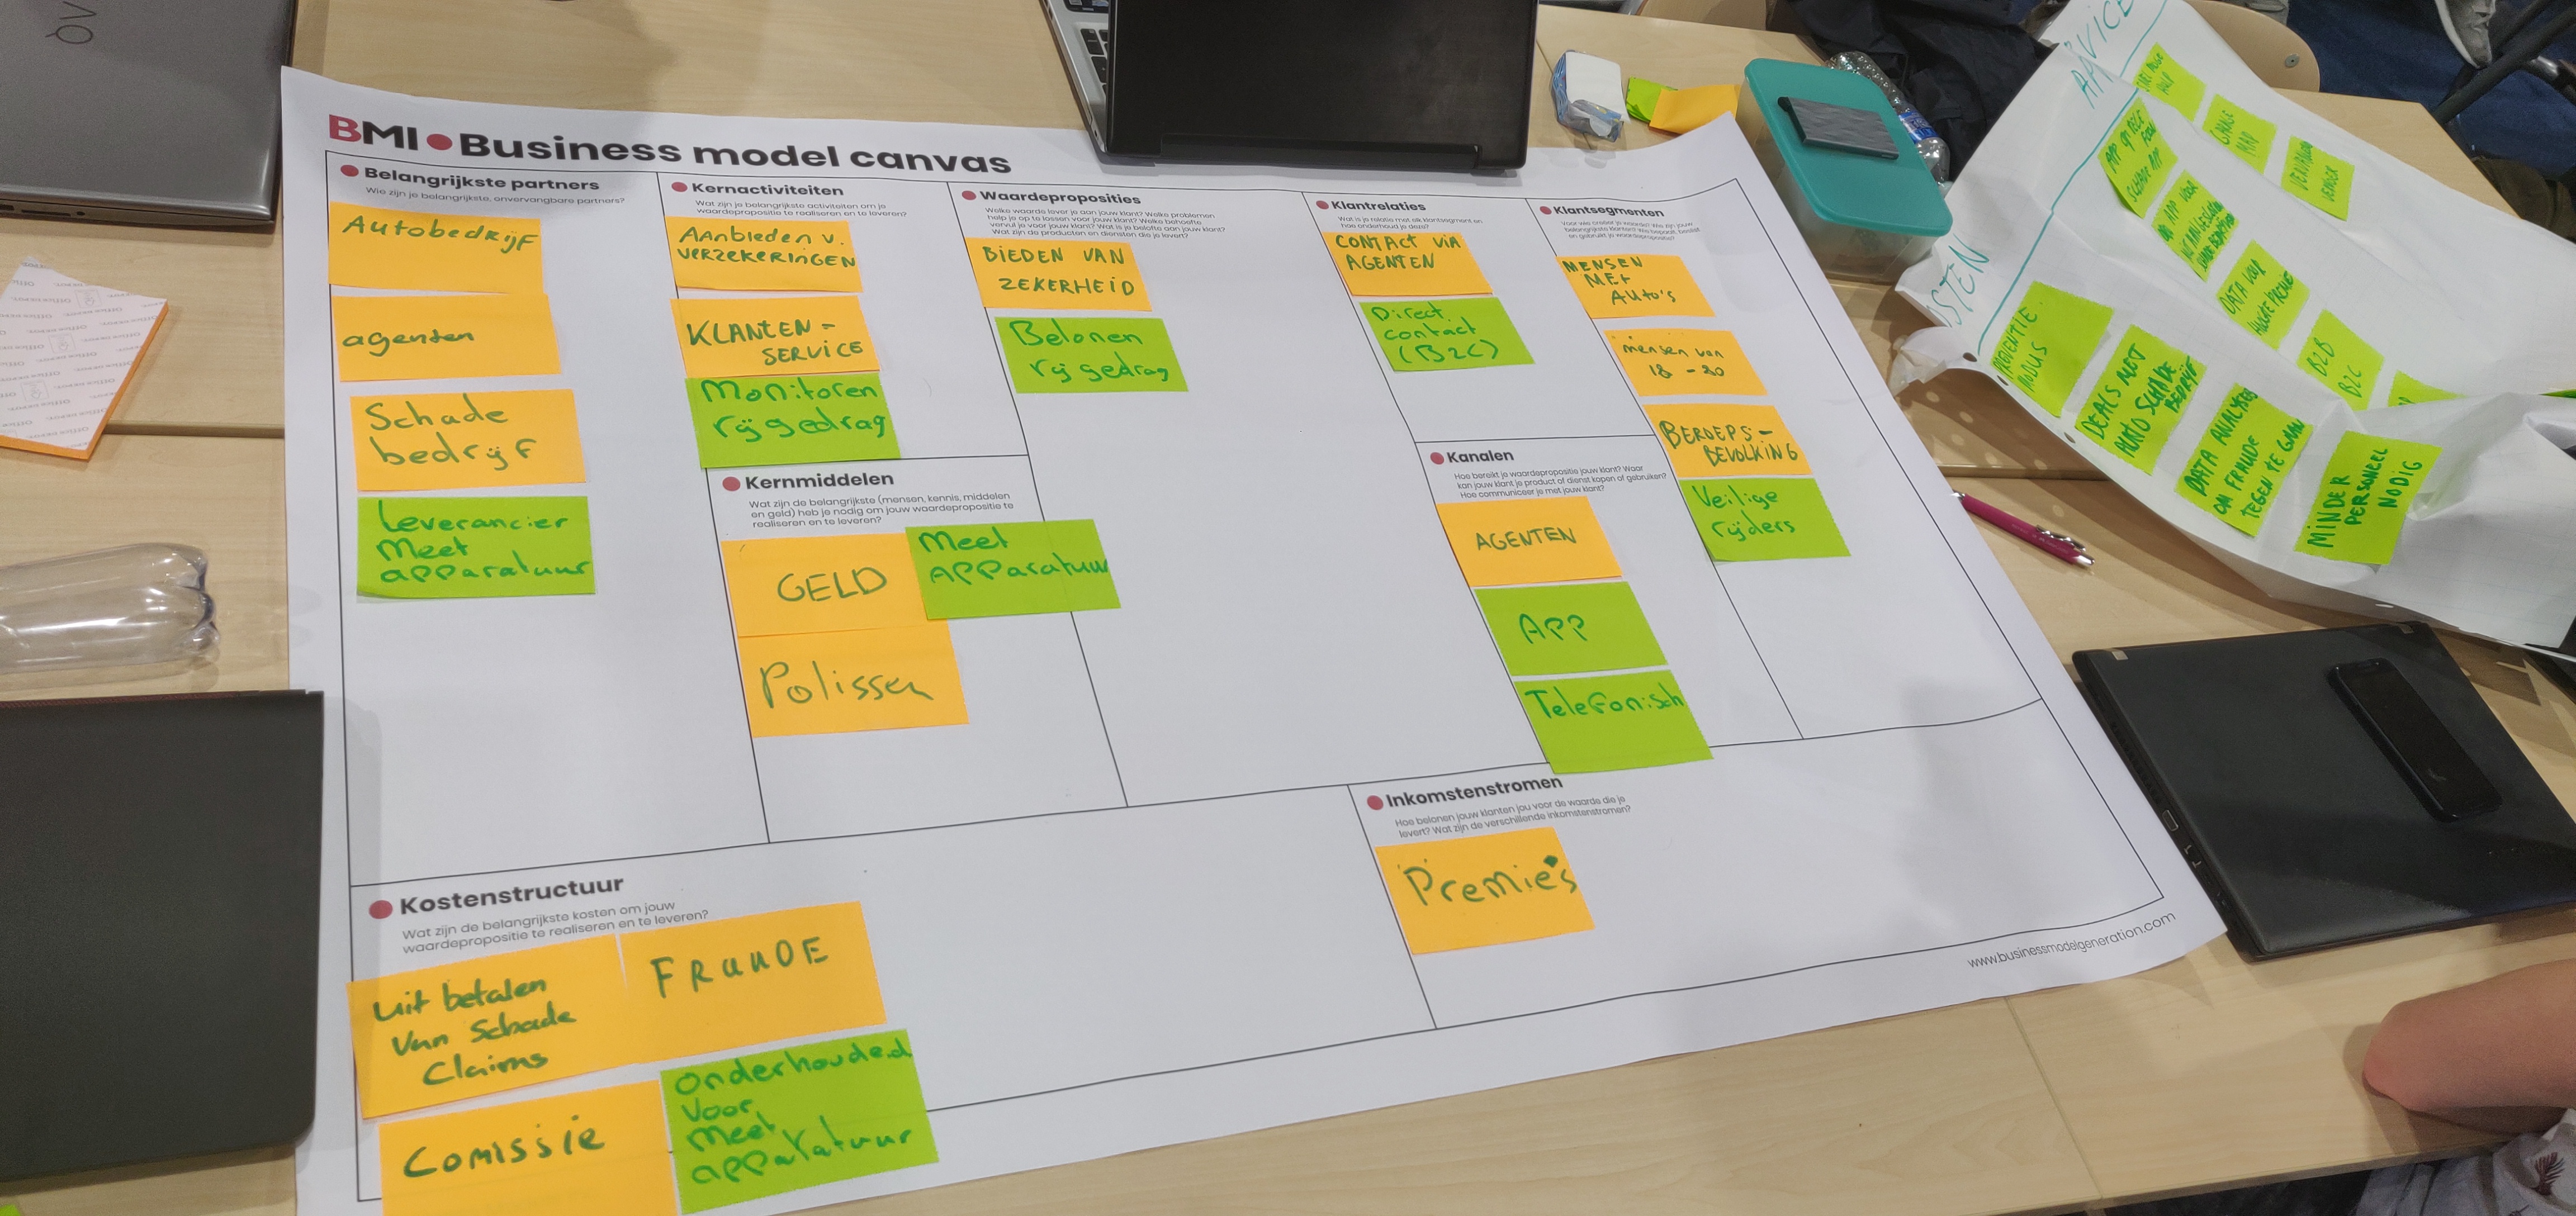 BMI Business model canvas
Belangrijkste partners
Wie zijn je belangrijkste, onvervangbare partners?
Autobedrijf
agenten
Schade
bedrijf
Leverancier
Meet
apparatuur
Kernactiviteiten
Wat zijn je belangrijkste activiteiten om je
waardepropositie te realiseren en te leveren?
AAnbieden v.
VERZEKERINGEN
KLANTEN-
SERVICE
Monitoren
rijgedrag
Kernmiddelen
Wat zijn de belangrijkste (mensen, kennis, middelen
en geld) heb je nodig om jouw waardepropositie te
realiseren en te leveren?
GELD
Meet
Apparatuur
Polissen
Waardeproposities
Welke waarde lever je aan jouw klant? Welke problemen
help je op te lossen voor jouw klant? Welke behoefte
vervul je voor jouw klant? Wat is je belofte aan jouw klant?
Wat zijn de producten en diensten die je levert?
BIEDEN VAN
ZEKERHEID
Belonen
rijgedrag
Klantrelaties
Wat is je relatie met elk klantsegment en
hoe onderhoud je deze?
CONTACT VIA
AGENTEN
Direct
contact
(B2C)
Kanalen
Hoe bereikt je waardepropositie jouw klant? Waar
kan jouw klant je product of dienst kopen of gebruiken?
Hoe communiceer je met jouw klant?
AGENTEN
APP
Telefonisch
Klantsegmenten
MENSEN
MET
AUTO'S
mensen van
18 - 80
BEROEPS-
BEVOLKING
Veilige
rijders
Kostenstructuur
Wat zijn de belangrijkste kosten om jouw
waardepropositie te realiseren en te leveren?
Uit betalen
Van Schade
Claims
FRAUDE
Comissie
onderhouded
voor
meet
apparatuur
Inkomstenstromen
Hoe belonen jouw klanten jou voor de waarde die je
levert? Wat zijn de verschillende inkomstenstromen?
Premie's
www.businessmodelgeneration.com
PREVENTIE
MODUS
DEALS MET
AUTO SCHADE
BEDRIJF
DATA ANALYSE
OM FRAUDE
TEGEN TE GAAN
MINDER
PERSONEEL
NODIG
B2B
B2C